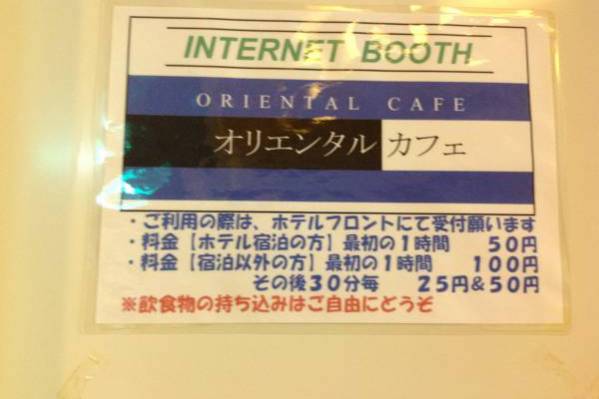 INTERNET BOOTH
ORIENTAL CAFE
オリエンタル カフェ
・ご利用の際は、ホテルフロントにて受付願います
・料金【ホテル宿泊の方】最初の1時間 50円
・料金【宿泊以外の方】最初の1時間 100円
その後30分毎 25円&50円
※飲食物の持ち込みはご自由にどうぞ